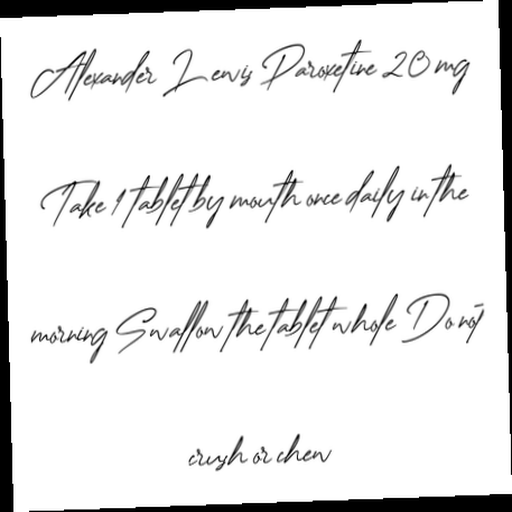 Alexander Lewis Paroxetine 20 mg
Take 1 tablet by mouth once daily in the
morning Swallow the tablet whole Do not
crush or chew